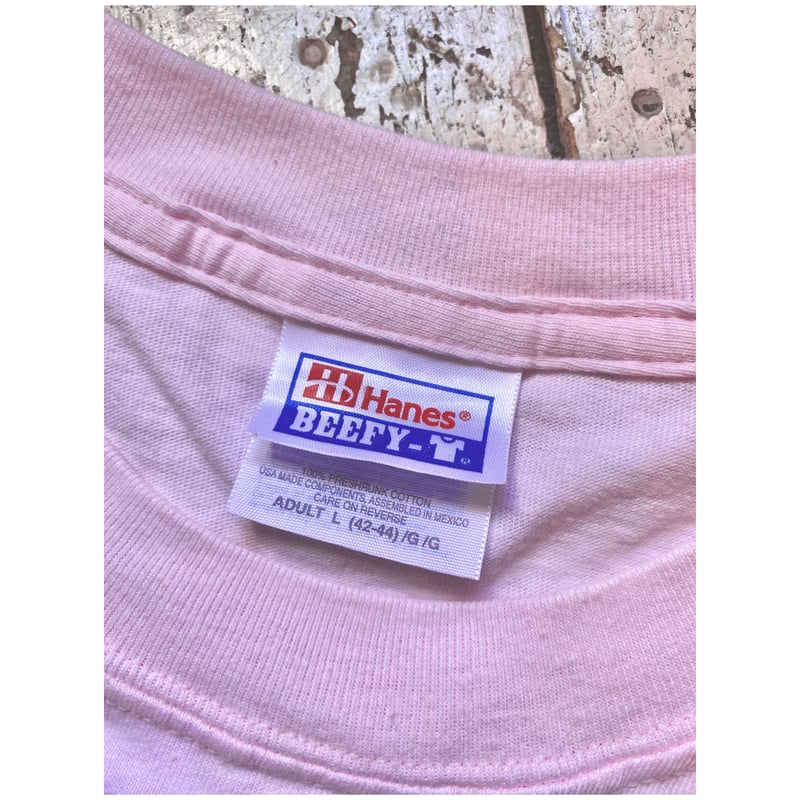 Hanes®
BEEFY-T®
100% PRESHRUNK COTTON
USA MADE COMPONENTS, ASSEMBLED IN MEXICO
CARE ON REVERSE
ADULT L (42-44) /G /G